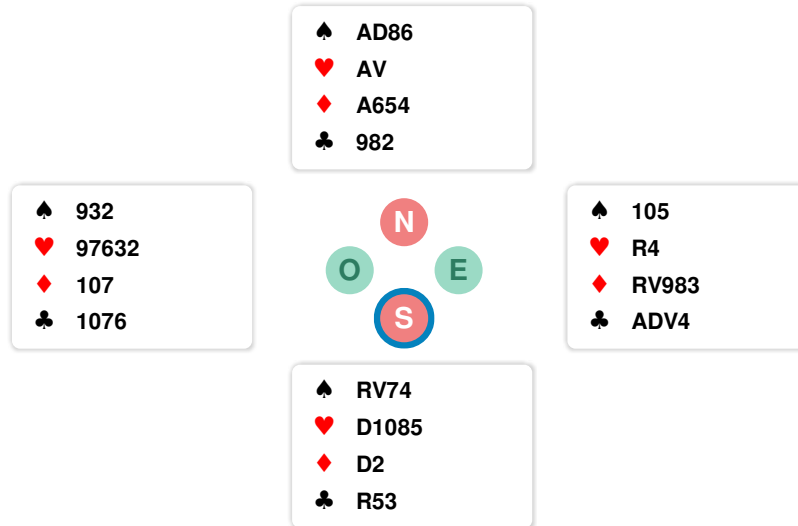 ♠ AD86
♥ AV
♦ A654
♣ 982
♠ 932
♥ 97632
♦ 107
♣ 1076
N
O E
S
♠ 105
♥ R4
♦ RV983
♣ ADV4
♠ RV74
♥ D1085
♦ D2
♣ R53